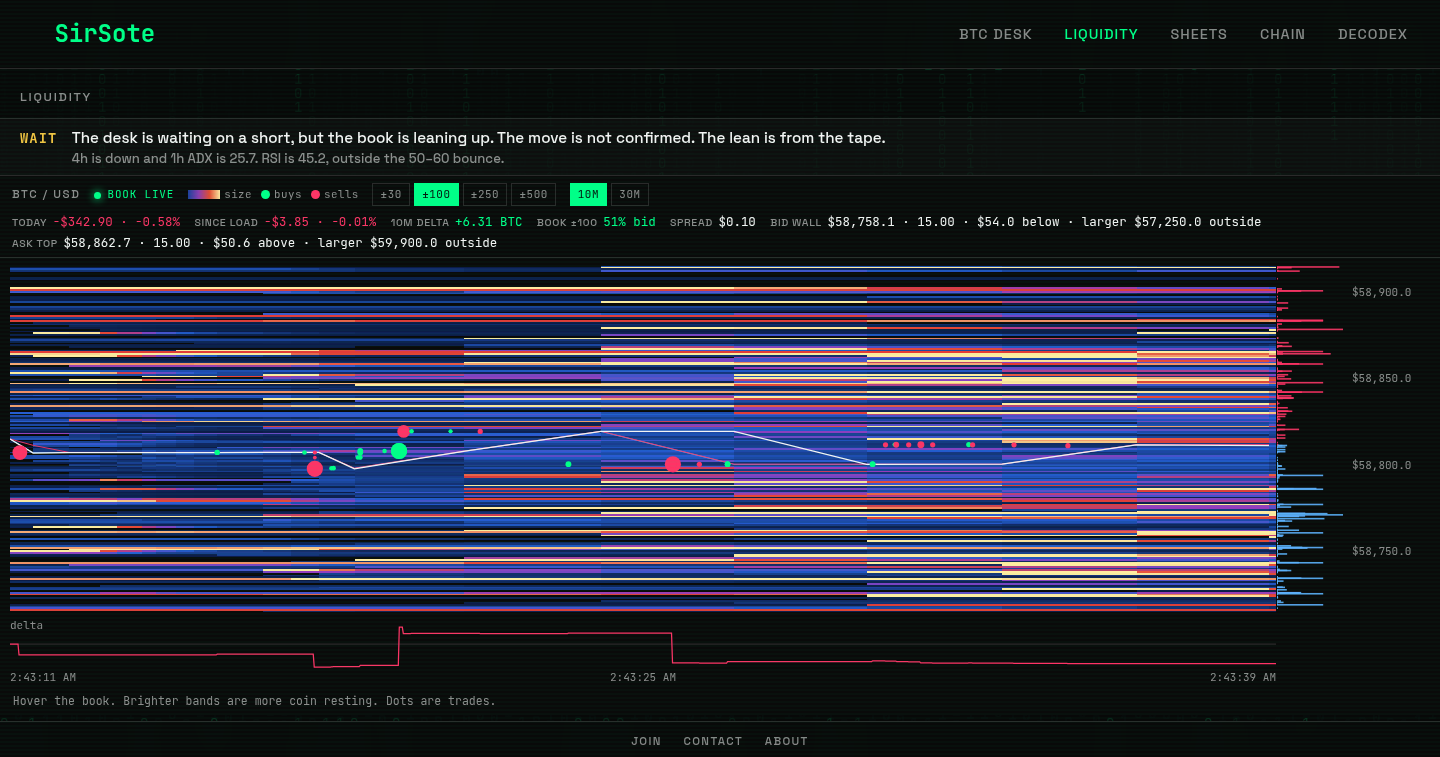 SirSote
BTC DESK LIQUIDITY SHEETS CHAIN DECODEX
LIQUIDITY
WAIT The desk is waiting on a short, but the book is leaning up. The move is not confirmed. The lean is from the tape.
4h is down and 1h ADX is 25.7. RSI is 45.2, outside the 50–60 bounce.
BTC / USD BOOK LIVE size buys sells ±30 ±100 ±250 ±500 10M 30M
TODAY -$342.90 · -0.58% SINCE LOAD -$3.85 · -0.01% 10M DELTA +6.31 BTC BOOK ±100 51% bid SPREAD $0.10 BID WALL $58,758.1 · 15.00 · $54.0 below · larger $57,250.0 outside
ASK TOP $58,862.7 · 15.00 · $50.6 above · larger $59,900.0 outside
$58,900.0
$58,850.0
$58,800.0
$58,750.0
delta
2:43:11 AM 2:43:25 AM 2:43:39 AM
Hover the book. Brighter bands are more coin resting. Dots are trades.
JOIN CONTACT ABOUT